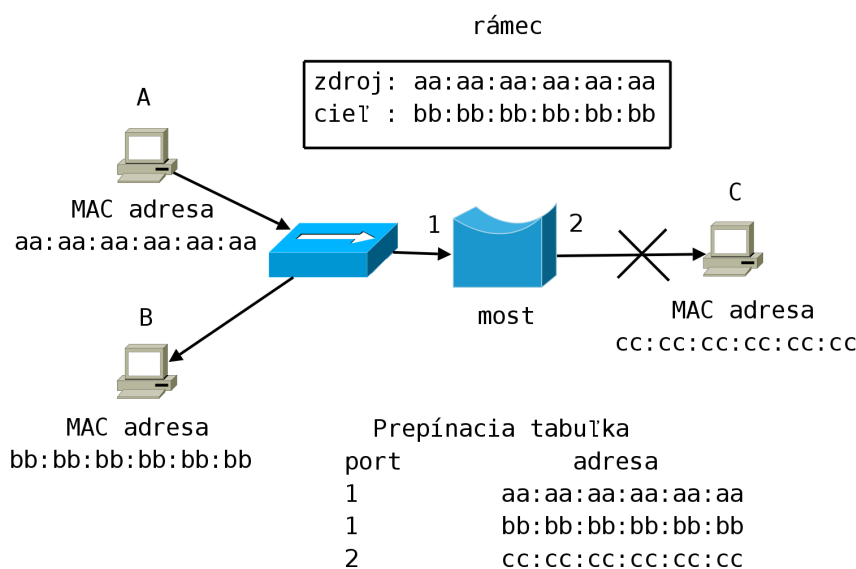 rámec
zdroj: aa:aa:aa:aa:aa:aa
cieľ : bb:bb:bb:bb:bb:bb
A
MAC adresa
aa:aa:aa:aa:aa:aa
1
2
most
C
MAC adresa
cc:cc:cc:cc:cc:cc
B
MAC adresa
bb:bb:bb:bb:bb:bb
Prepínacia tabuľka
port adresa
1 aa:aa:aa:aa:aa:aa
1 bb:bb:bb:bb:bb:bb
2 cc:cc:cc:cc:cc:cc